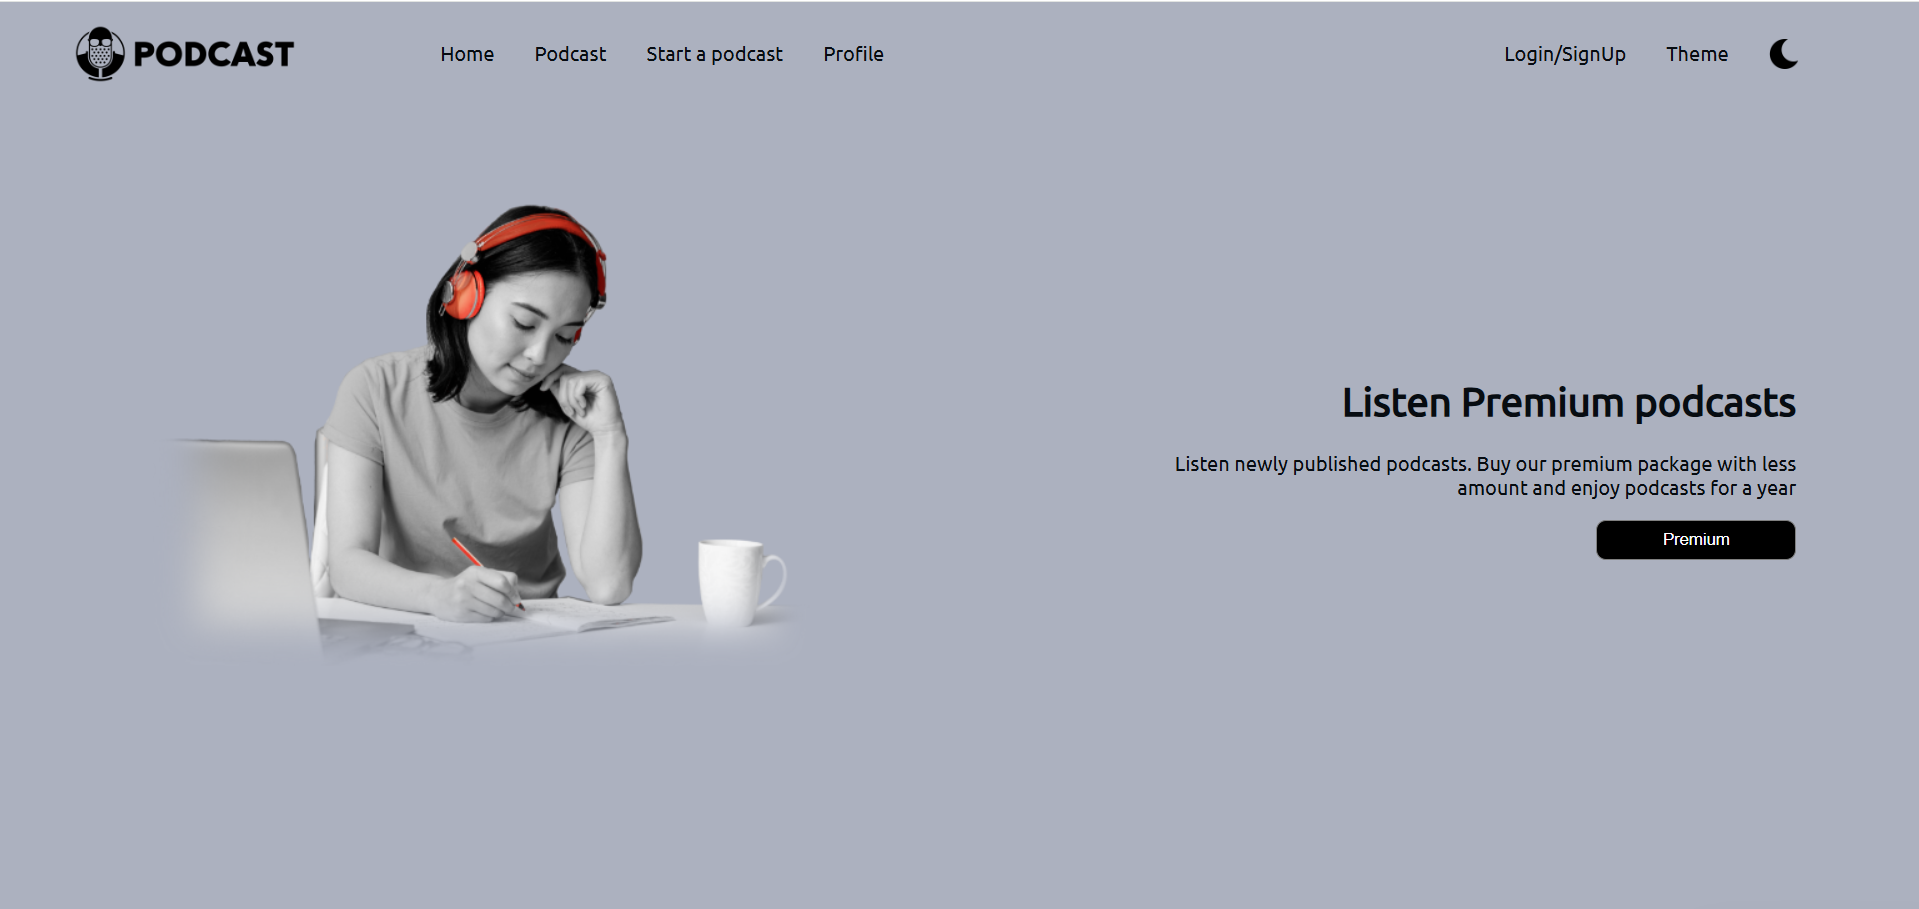 PODCAST
Home
Podcast
Start a podcast
Profile
Login/SignUp
Theme
Listen Premium podcasts
Listen newly published podcasts. Buy our premium package with less
amount and enjoy podcasts for a year
Premium